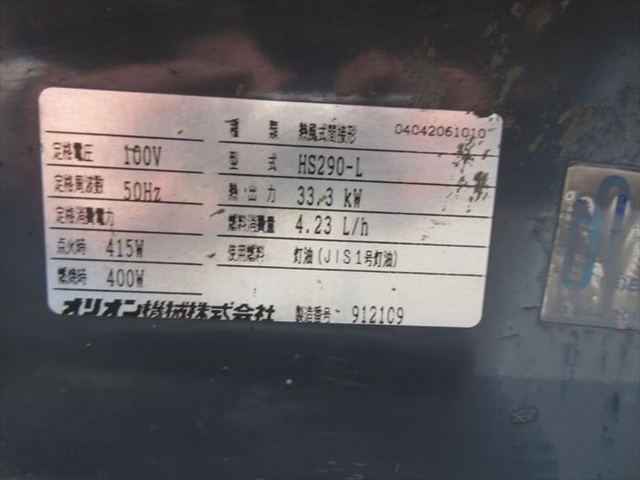 種類 熱風式間接形 04042061010
定格電圧 100V 型式 HS290-L
定格周波数 50Hz 熱出力 33.3 kW
定格消費電力 燃料消費量 4.23 L/h
点火時 415W 使用燃料 灯油(JIS1号灯油)
燃焼時 400W
オリオン機械株式会社 製造番号 912109